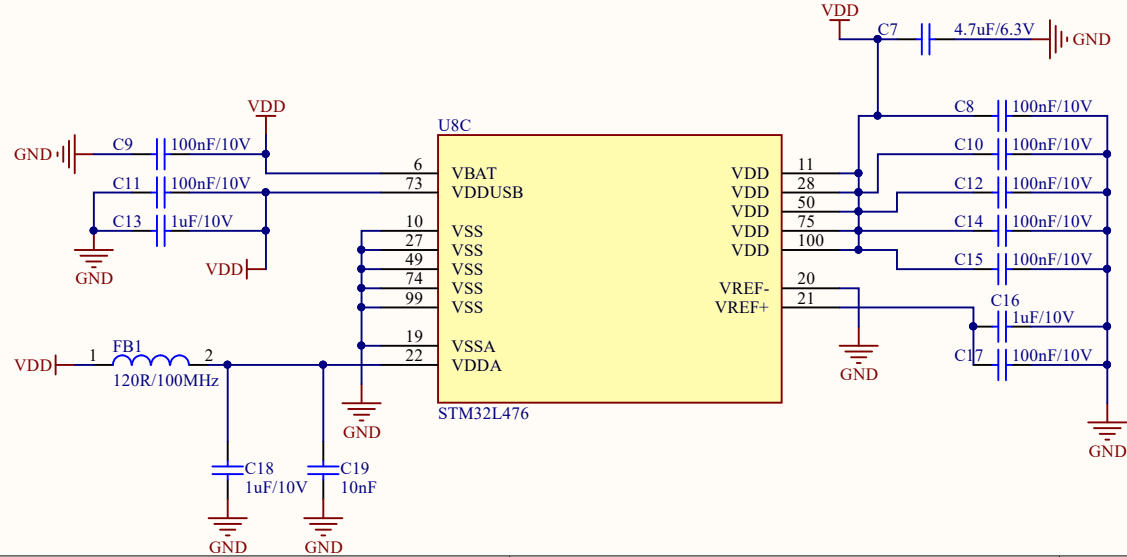 VDD
C7 4.7uF/6.3V GND
VDD
C8 100nF/10V
U8C
GND C9 100nF/10V
C10 100nF/10V
6 VBAT VDD 11
C11 100nF/10V
73 VDDUSB VDD 28
C12 100nF/10V
VDD 50
C13 1uF/10V
10 VSS VDD 75
C14 100nF/10V
27 VSS VDD 100
VDD
49 VSS
C15 100nF/10V
GND
74 VSS VREF- 20
99 VSS VREF+ 21
C16
1uF/10V
19 VSSA
FB1
VDD 1 2
22 VDDA
C17 100nF/10V
GND
120R/100MHz
STM32L476
GND
GND
C18
1uF/10V
C19
10nF
GND
GND